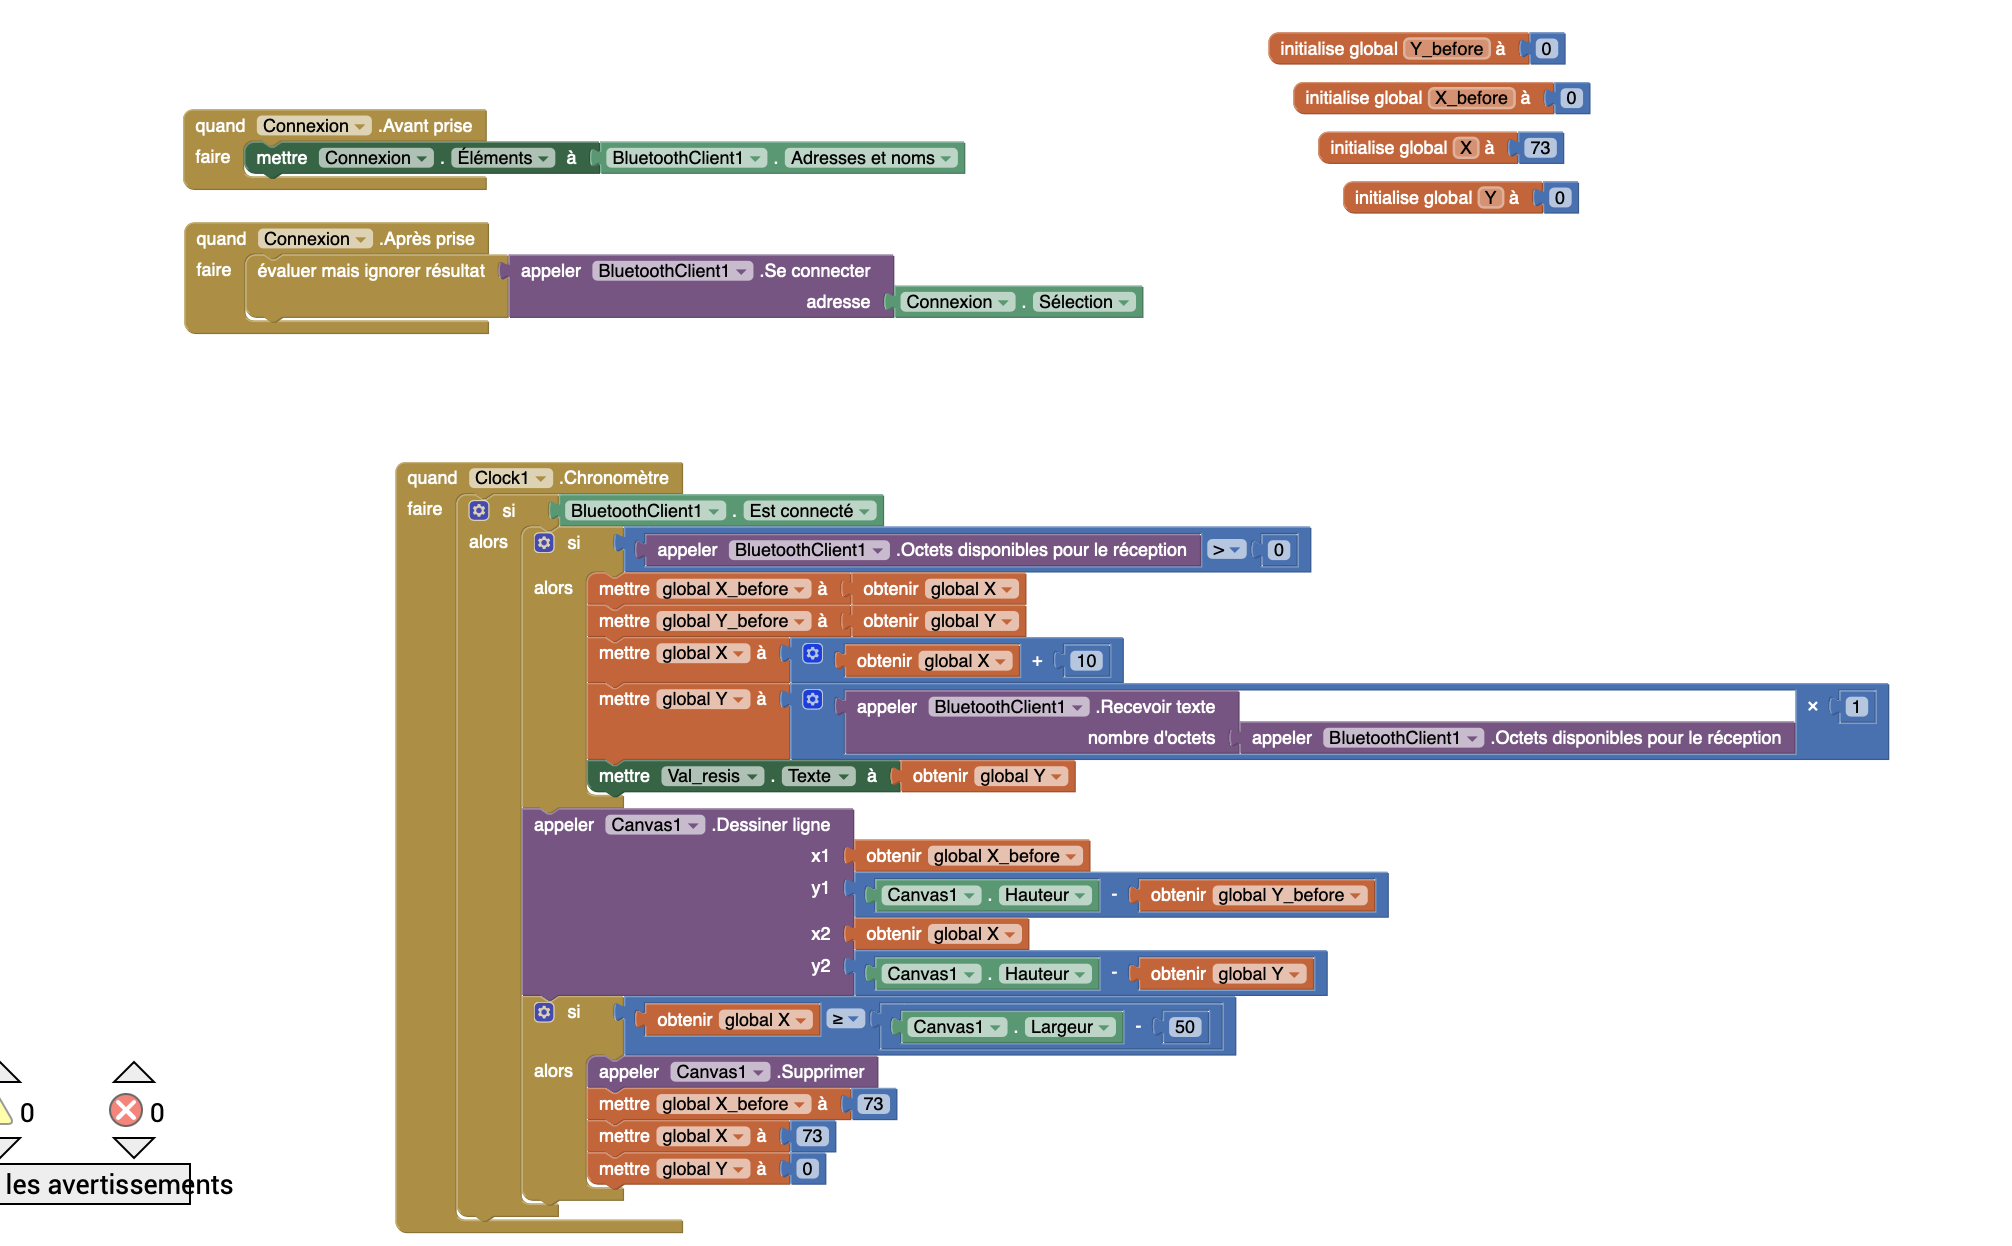 initialise global Y_before à 0
initialise global X_before à 0
initialise global X à 73
initialise global Y à 0
quand Connexion .Avant prise
faire mettre Connexion . Éléments à BluetoothClient1 . Adresses et noms
quand Connexion .Après prise
faire évaluer mais ignorer résultat appeler BluetoothClient1 .Se connecter
adresse Connexion . Sélection
quand Clock1 .Chronomètre
faire si BluetoothClient1 . Est connecté
alors si appeler BluetoothClient1 .Octets disponibles pour le réception > 0
alors mettre global X_before à obtenir global X
mettre global Y_before à obtenir global Y
mettre global X à obtenir global X + 10
mettre global Y à appeler BluetoothClient1 .Recevoir texte × 1
nombre d'octets appeler BluetoothClient1 .Octets disponibles pour le réception
mettre Val_resis . Texte à obtenir global Y
appeler Canvas1 .Dessiner ligne
x1 obtenir global X_before
y1 Canvas1 . Hauteur - obtenir global Y_before
x2 obtenir global X
y2 Canvas1 . Hauteur - obtenir global Y
si obtenir global X ≥ Canvas1 . Largeur - 50
alors appeler Canvas1 .Supprimer
mettre global X_before à 73
mettre global X à 73
mettre global Y à 0
0 0
les avertissements